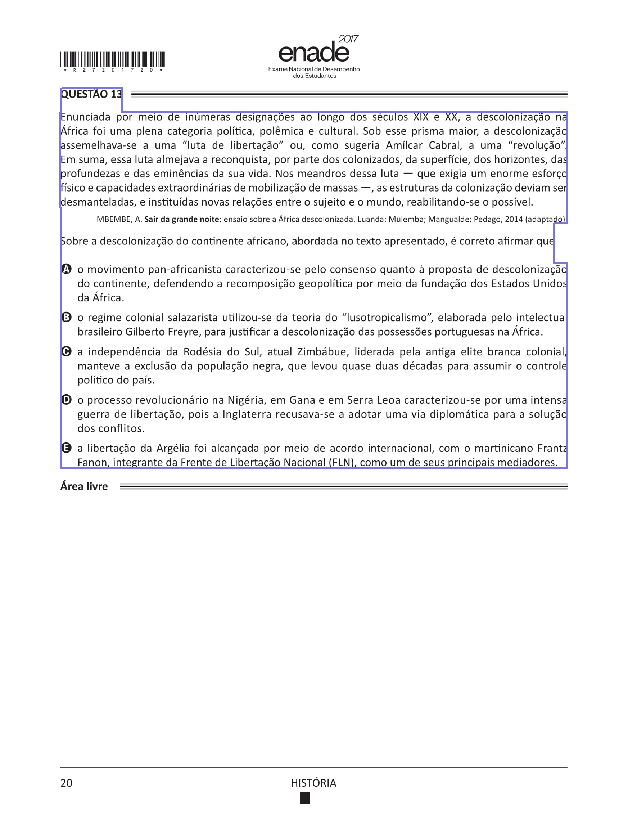 *R27201720*
2017
enade
Exame Nacional de Desempenho
dos Estudantes
QUESTÃO 13
Enunciada por meio de inúmeras designações ao longo dos séculos XIX e XX, a descolonização na
África foi uma plena categoria política, polêmica e cultural. Sob esse prisma maior, a descolonização
assemelhava-se a uma “luta de libertação” ou, como sugeria Amílcar Cabral, a uma “revolução”.
Em suma, essa luta almejava a reconquista, por parte dos colonizados, da superfície, dos horizontes, das
profundezas e das eminências da sua vida. Nos meandros dessa luta — que exigia um enorme esforço
físico e capacidades extraordinárias de mobilização de massas —, as estruturas da colonização deviam ser
desmanteladas, e instituídas novas relações entre o sujeito e o mundo, reabilitando-se o possível.
MBEMBE, A. Sair da grande noite: ensaio sobre a África descolonizada. Luanda: Mulemba; Mangualde: Pedago, 2014 (adaptado).
Sobre a descolonização do continente africano, abordada no texto apresentado, é correto afirmar que
A o movimento pan-africanista caracterizou-se pelo consenso quanto à proposta de descolonização
do continente, defendendo a recomposição geopolítica por meio da fundação dos Estados Unidos
da África.
B o regime colonial salazarista utilizou-se da teoria do “lusotropicalismo”, elaborada pelo intelectual
brasileiro Gilberto Freyre, para justificar a descolonização das possessões portuguesas na África.
C a independência da Rodésia do Sul, atual Zimbábue, liderada pela antiga elite branca colonial,
manteve a exclusão da população negra, que levou quase duas décadas para assumir o controle
político do país.
D o processo revolucionário na Nigéria, em Gana e em Serra Leoa caracterizou-se por uma intensa
guerra de libertação, pois a Inglaterra recusava-se a adotar uma via diplomática para a solução
dos conflitos.
E a libertação da Argélia foi alcançada por meio de acordo internacional, com o martinicano Frantz
Fanon, integrante da Frente de Libertação Nacional (FLN), como um de seus principais mediadores.
Área livre
20
HISTÓRIA